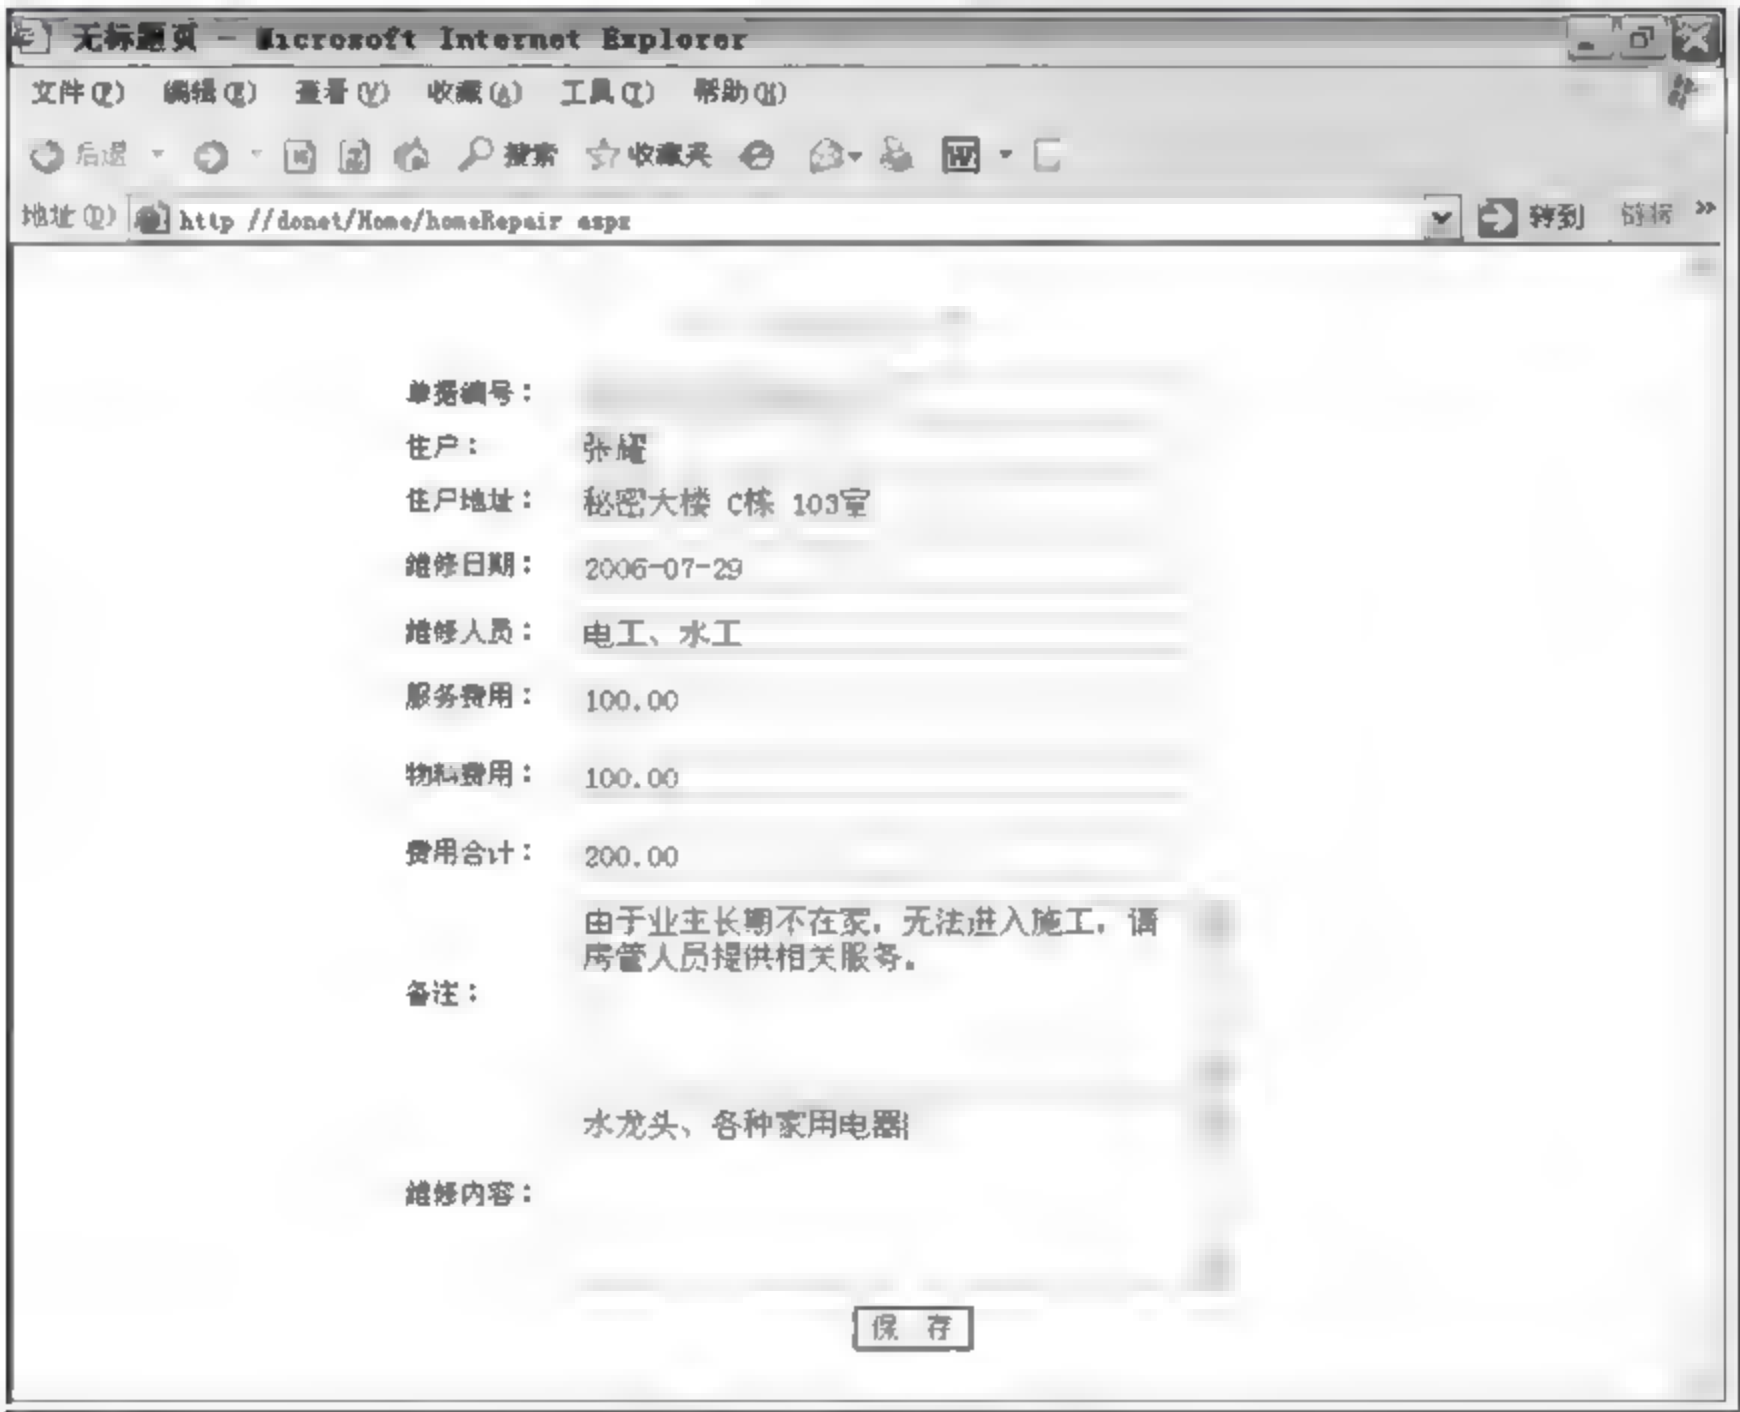 无标题页 - Microsoft Internet Explorer
文件(F) 编辑(E) 查看(V) 收藏(A) 工具(T) 帮助(H)
后退 搜索 收藏夹
地址(D) http //donet/Home/homeRepair aspx 转到 链接 »
单据编号：
住户： 张耀
住户地址： 秘密大楼 C栋 103室
维修日期： 2006-07-29
维修人员： 电工、水工
服务费用： 100.00
物料费用： 100.00
费用合计： 200.00
由于业主长期不在家，无法进入施工，请
房管人员提供相关服务。
备注：
水龙头、各种家用电器
维修内容：
保 存